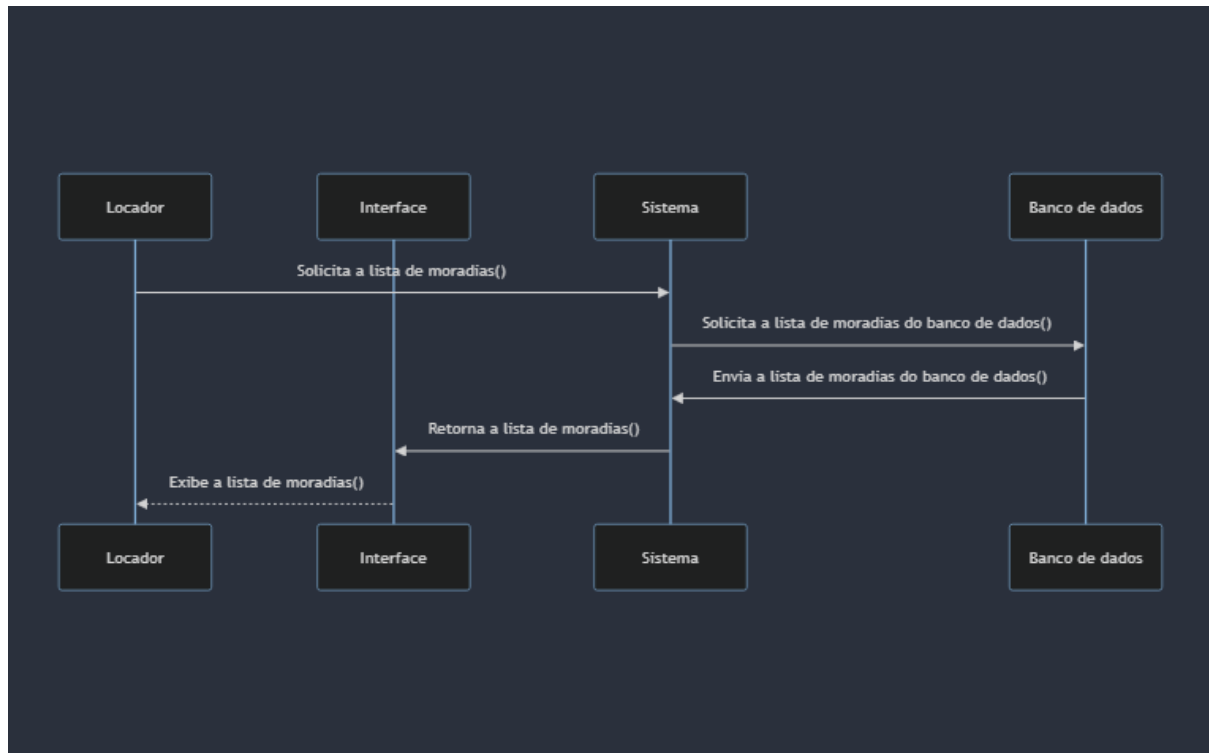 Locador
Interface
Sistema
Banco de dados
Solicita a lista de moradias()
Solicita a lista de moradias do banco de dados()
Envia a lista de moradias do banco de dados()
Retorna a lista de moradias()
Exibe a lista de moradias()
Locador
Interface
Sistema
Banco de dados